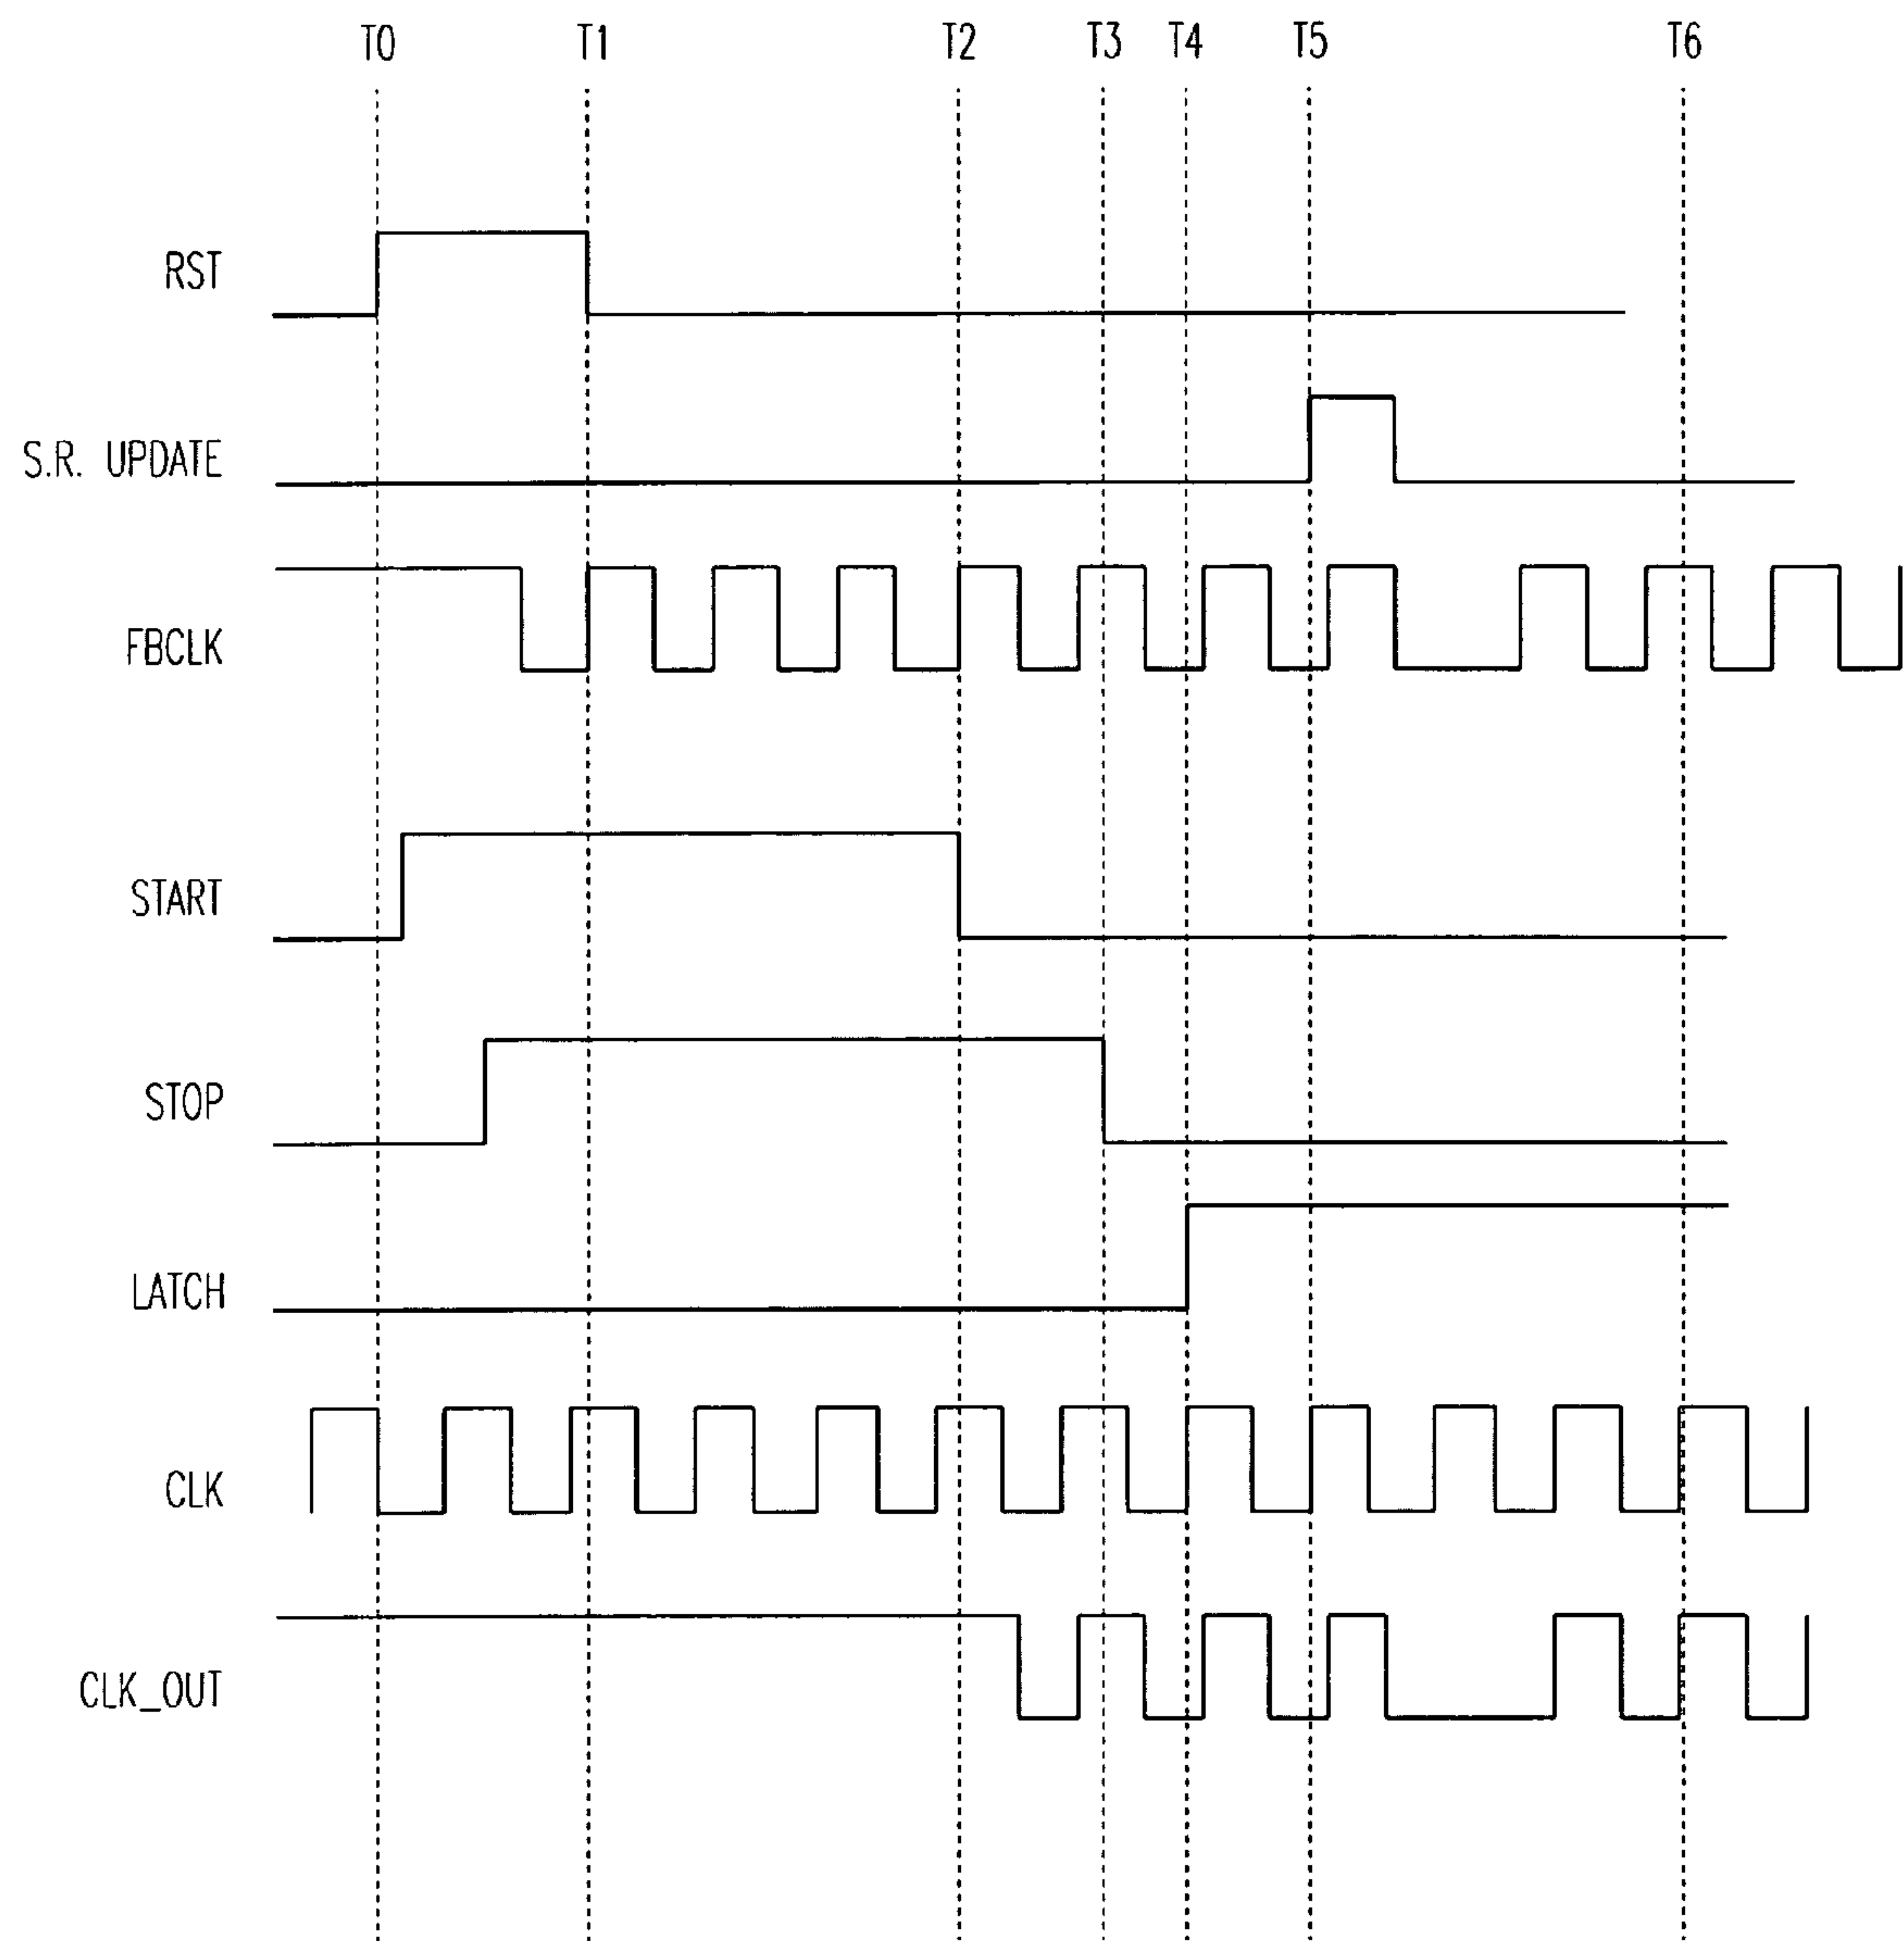 T0 T1 T2 T3 T4 T5 T6
RST
S.R. UPDATE
FBCLK
START
STOP
LATCH
CLK
CLK_OUT